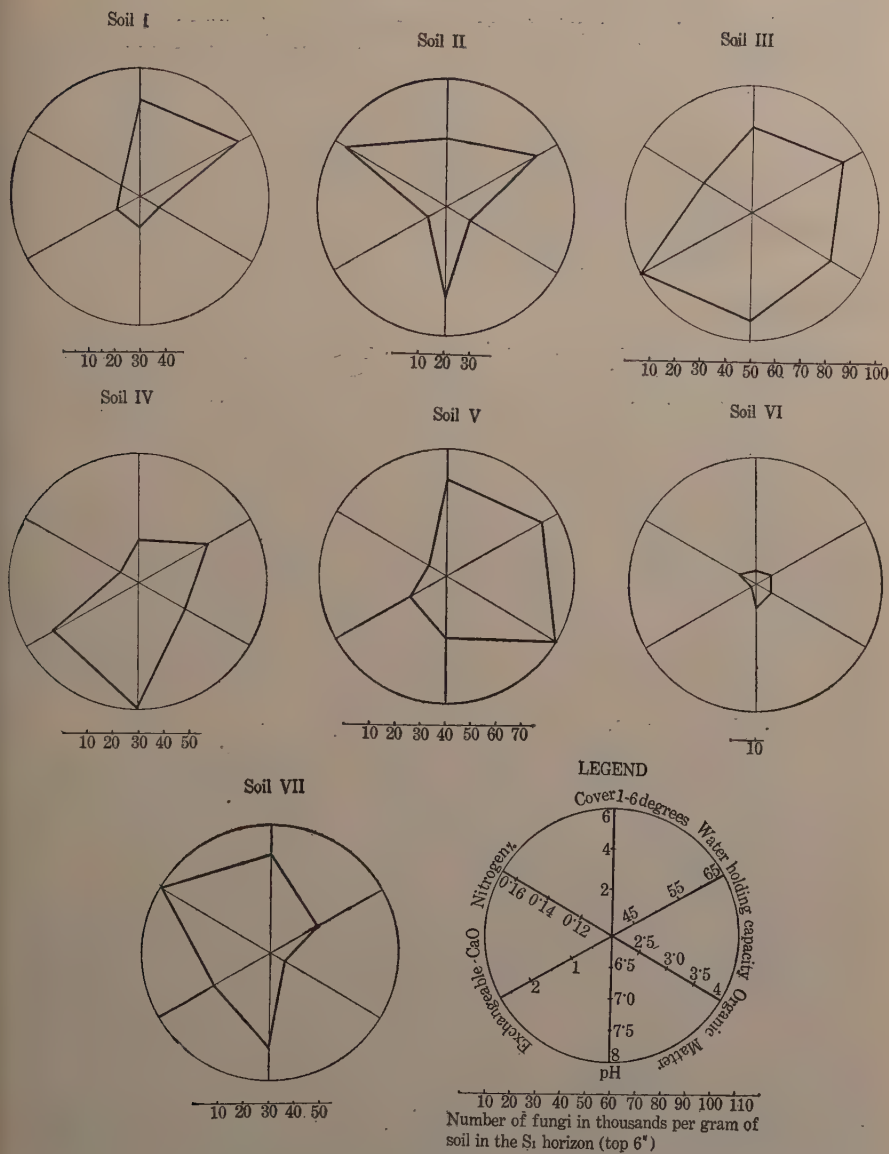 Soil I
Soil II
Soil III
10 20 30 40
10 20 30
10 20 30 40 50 60 70 80 90 100
Soil IV
Soil V
Soil VI
10 20 30 40 50
10 20 30 40 50 60 70
10
Soil VII
10 20 30 40 50
LEGEND
Cover 1-6 degrees
Water holding capacity
Organic Matter
pH
Exchangeable-CaO
Nitrogen%
6
4
2
45 55 65
2·5 3·0 3·5 4
6·5
7·0
7·5
8
1 2
0·12 0·14 0·16
10 20 30 40 50 60 70 80 90 100 110
Number of fungi in thousands per gram of
soil in the S1 horizon (top 6")